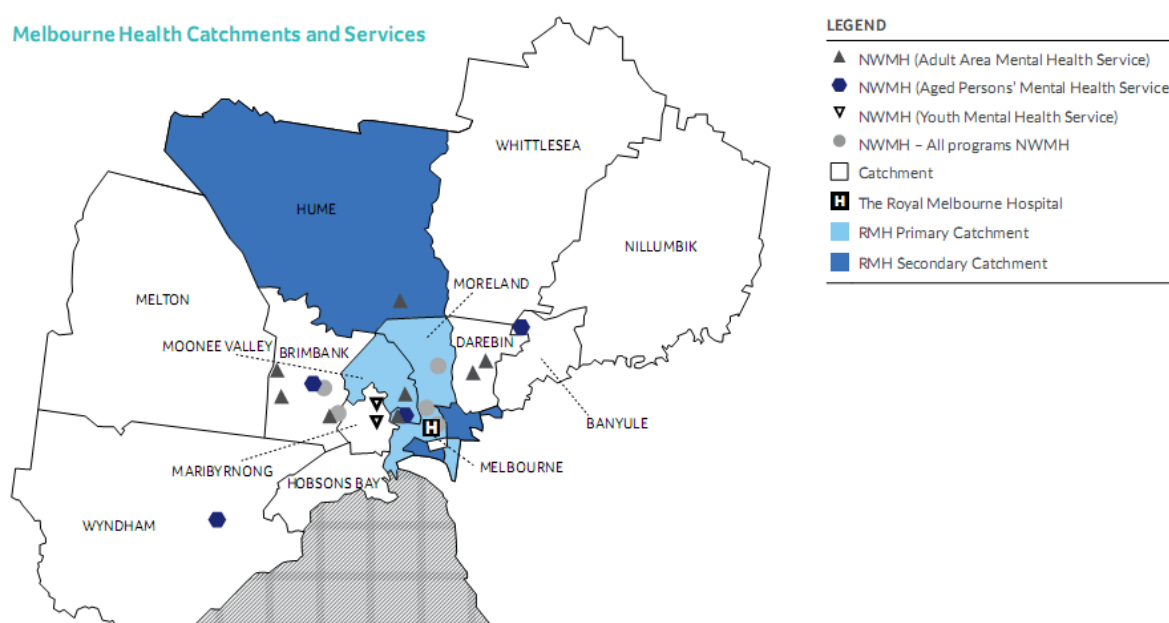 Melbourne Health Catchments and Services
LEGEND
NWMH (Adult Area Mental Health Service)
NWMH (Aged Persons' Mental Health Service
NWMH (Youth Mental Health Service)
NWMH – All programs NWMH
Catchment
H The Royal Melbourne Hospital
RMH Primary Catchment
RMH Secondary Catchment
WHITTLESEA
HUME
NILLUMBIK
MORELAND
MELTON
MOONEE VALLEY
BRIMBANK
DAREBIN
BANYULE
H
MARIBYRNONG
MELBOURNE
HOBSONS BAY
WYNDHAM